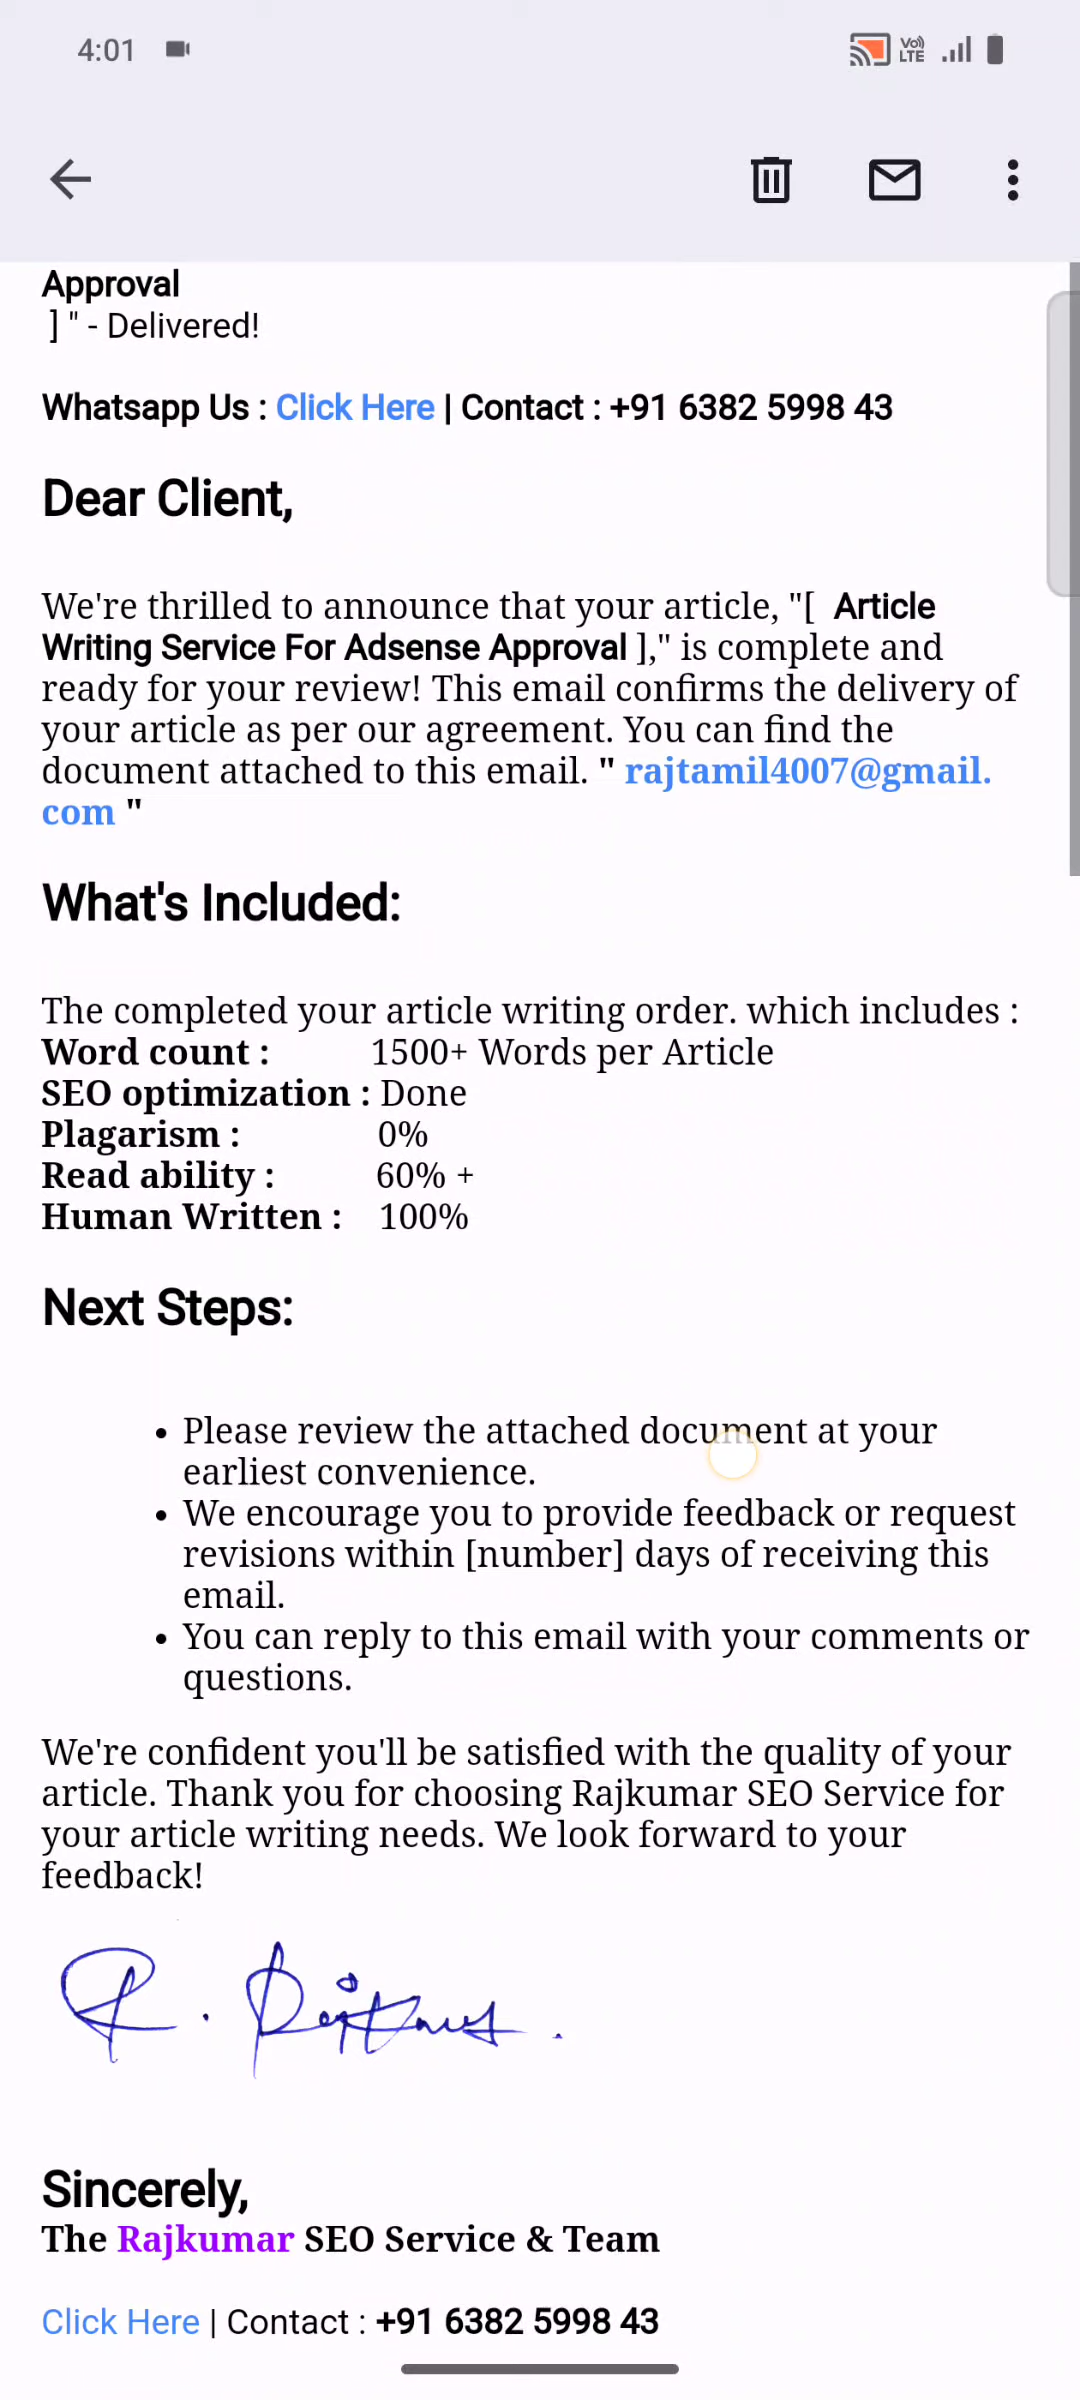 4:01
Vo)) LTE
Approval
] " - Delivered!
Whatsapp Us : Click Here | Contact : +91 6382 5998 43
Dear Client,
We're thrilled to announce that your article, "[ Article
Writing Service For Adsense Approval ]," is complete and
ready for your review! This email confirms the delivery of
your article as per our agreement. You can find the
document attached to this email. " rajtamil4007@gmail.
com "
What's Included:
The completed your article writing order. which includes :
Word count : 1500+ Words per Article
SEO optimization : Done
Plagarism : 0%
Read ability : 60% +
Human Written : 100%
Next Steps:
• Please review the attached document at your
earliest convenience.
• We encourage you to provide feedback or request
revisions within [number] days of receiving this
email.
• You can reply to this email with your comments or
questions.
We're confident you'll be satisfied with the quality of your
article. Thank you for choosing Rajkumar SEO Service for
your article writing needs. We look forward to your
feedback!
Sincerely,
The Rajkumar SEO Service & Team
Click Here | Contact : +91 6382 5998 43